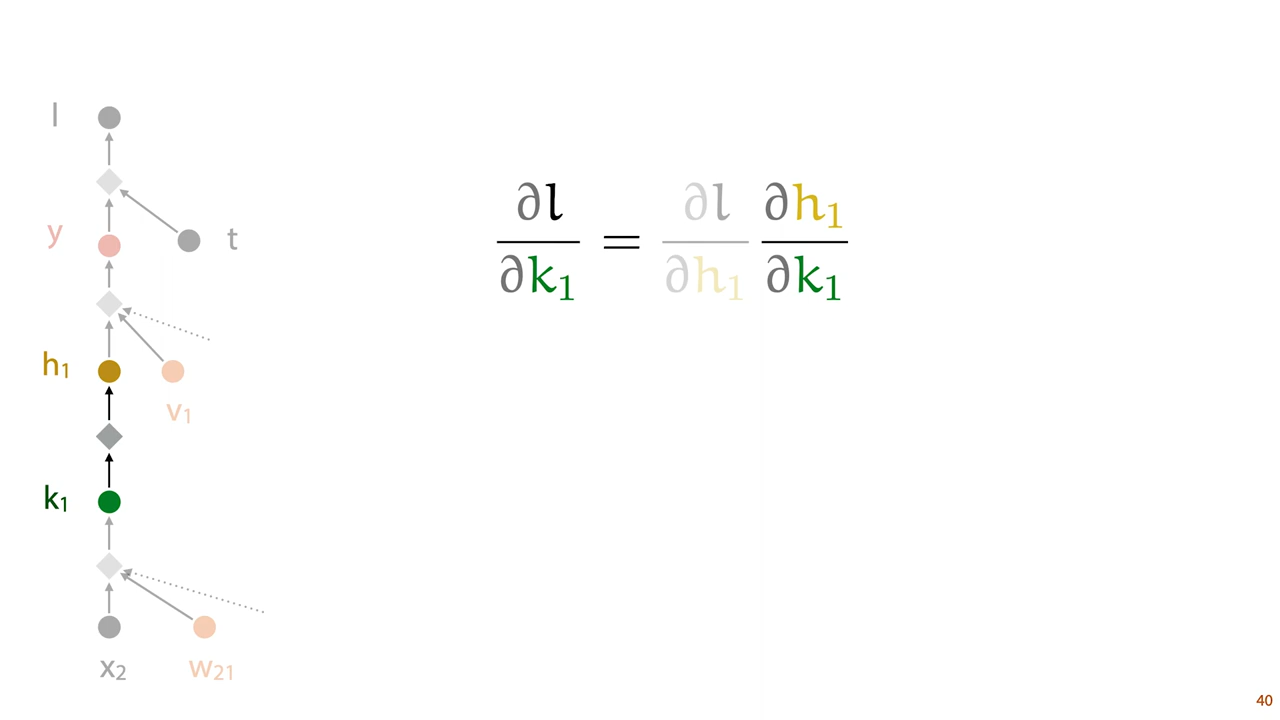 l
y
t
h₁
v₁
k₁
x₂
w₂₁
∂l/∂k₁ = ∂l/∂h₁ ∂h₁/∂k₁
40